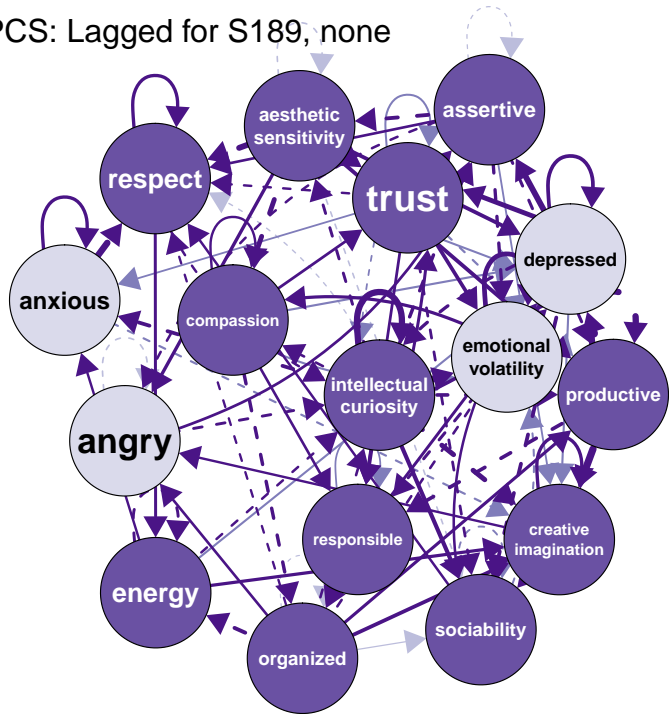 PCS: Lagged for S189, none
aesthetic
sensitivity
assertive
respect
trust
depressed
anxious
compassion
emotional
volatility
intellectual
curiosity
productive
angry
responsible
creative
imagination
energy
sociability
organized